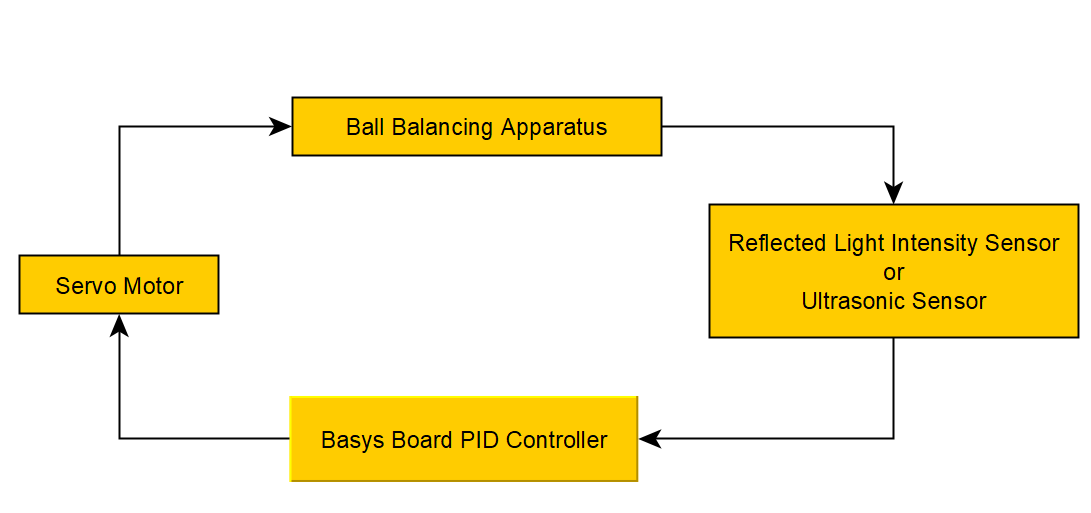 Ball Balancing Apparatus
Reflected Light Intensity Sensor
or
Ultrasonic Sensor
Servo Motor
Basys Board PID Controller